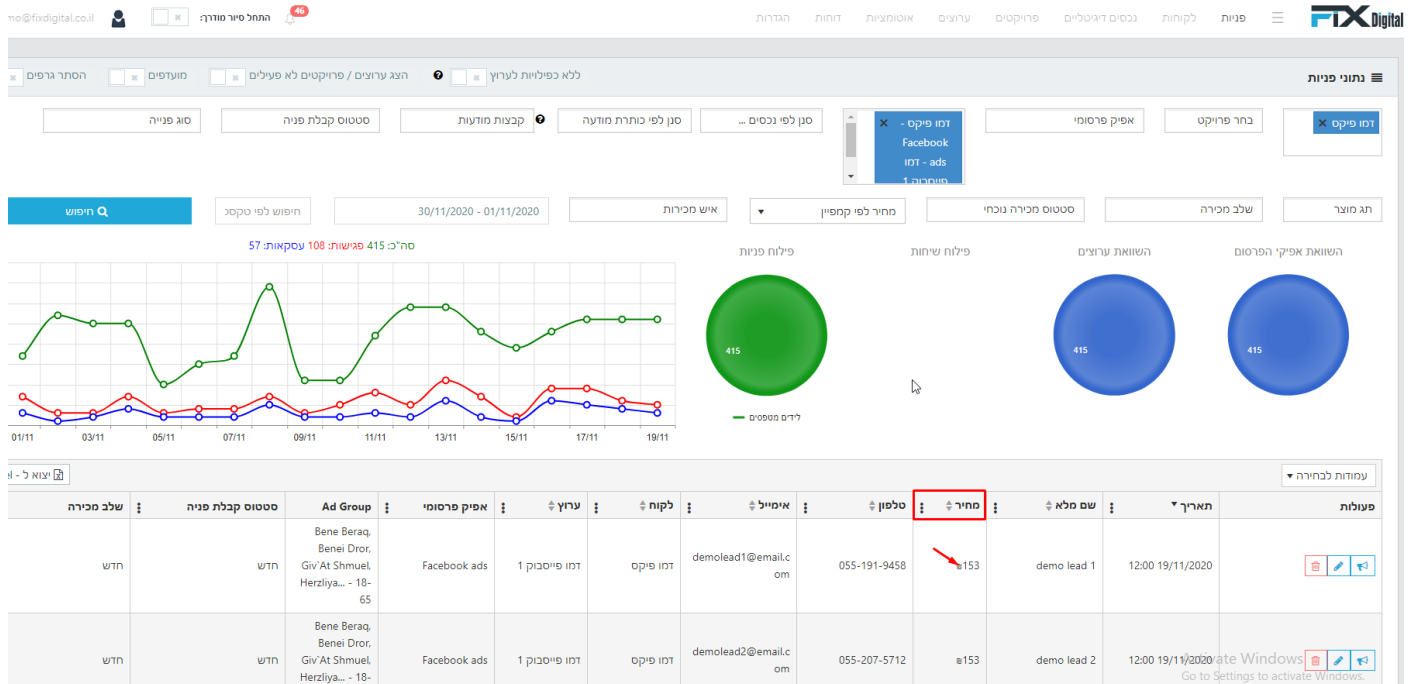 FIX Digital
פניות
לקוחות
נכסים דיגיטליים
פרויקטים
ערוצים
אוטומציות
דוחות
הגדרות
46
התחל סיור מודרך:
mo@fixdigital.co.il
נתוני פניות
ללא כפילויות לערוץ
הצג ערוצים / פרויקטים לא פעילים
מועדפים
הסתר גרפים
דמו פיקס
בחר פרויקט
אפיק פרסומי
דמו פיקס -
Facebook
ads - דמו
פייסבוק 1
סנן לפי נכסים ...
סנן לפי כותרת מודעה
קבצות מודעות
סטטוס קבלת פניה
סוג פנייה
תג מוצר
שלב מכירה
סטטוס מכירה נוכחי
מחיר לפי קמפיין
איש מכירות
30/11/2020 - 01/11/2020
חיפוש לפי טקסט
חיפוש
השוואת אפיקי הפרסום
השוואת ערוצים
פילוח שיחות
פילוח פניות
סה"כ: 415 פגישות: 108 עסקאות: 57
415
415
415
לידים מטפסים
01/11 03/11 05/11 07/11 09/11 11/11 13/11 15/11 17/11 19/11
עמודות לבחירה
יצוא ל - el
פעולות תאריך שם מלא מחיר טלפון אימייל לקוח ערוץ אפיק פרסומי Ad Group סטטוס קבלת פניה שלב מכירה
12:00 19/11/2020
demo lead 1
₪153
055-191-9458
demolead1@email.c
om
דמו פיקס
דמו פייסבוק 1
Facebook ads
Bene Beraq,
Benei Dror,
Giv`At Shmuel,
Herzliya... - 18-
65
חדש
חדש
12:00 19/11/2020
demo lead 2
₪153
055-207-5712
demolead2@email.c
om
דמו פיקס
דמו פייסבוק 1
Facebook ads
Bene Beraq,
Benei Dror,
Giv`At Shmuel,
Herzliya... - 18-
חדש
חדש
Activate Windows
Go to Settings to activate Windows.